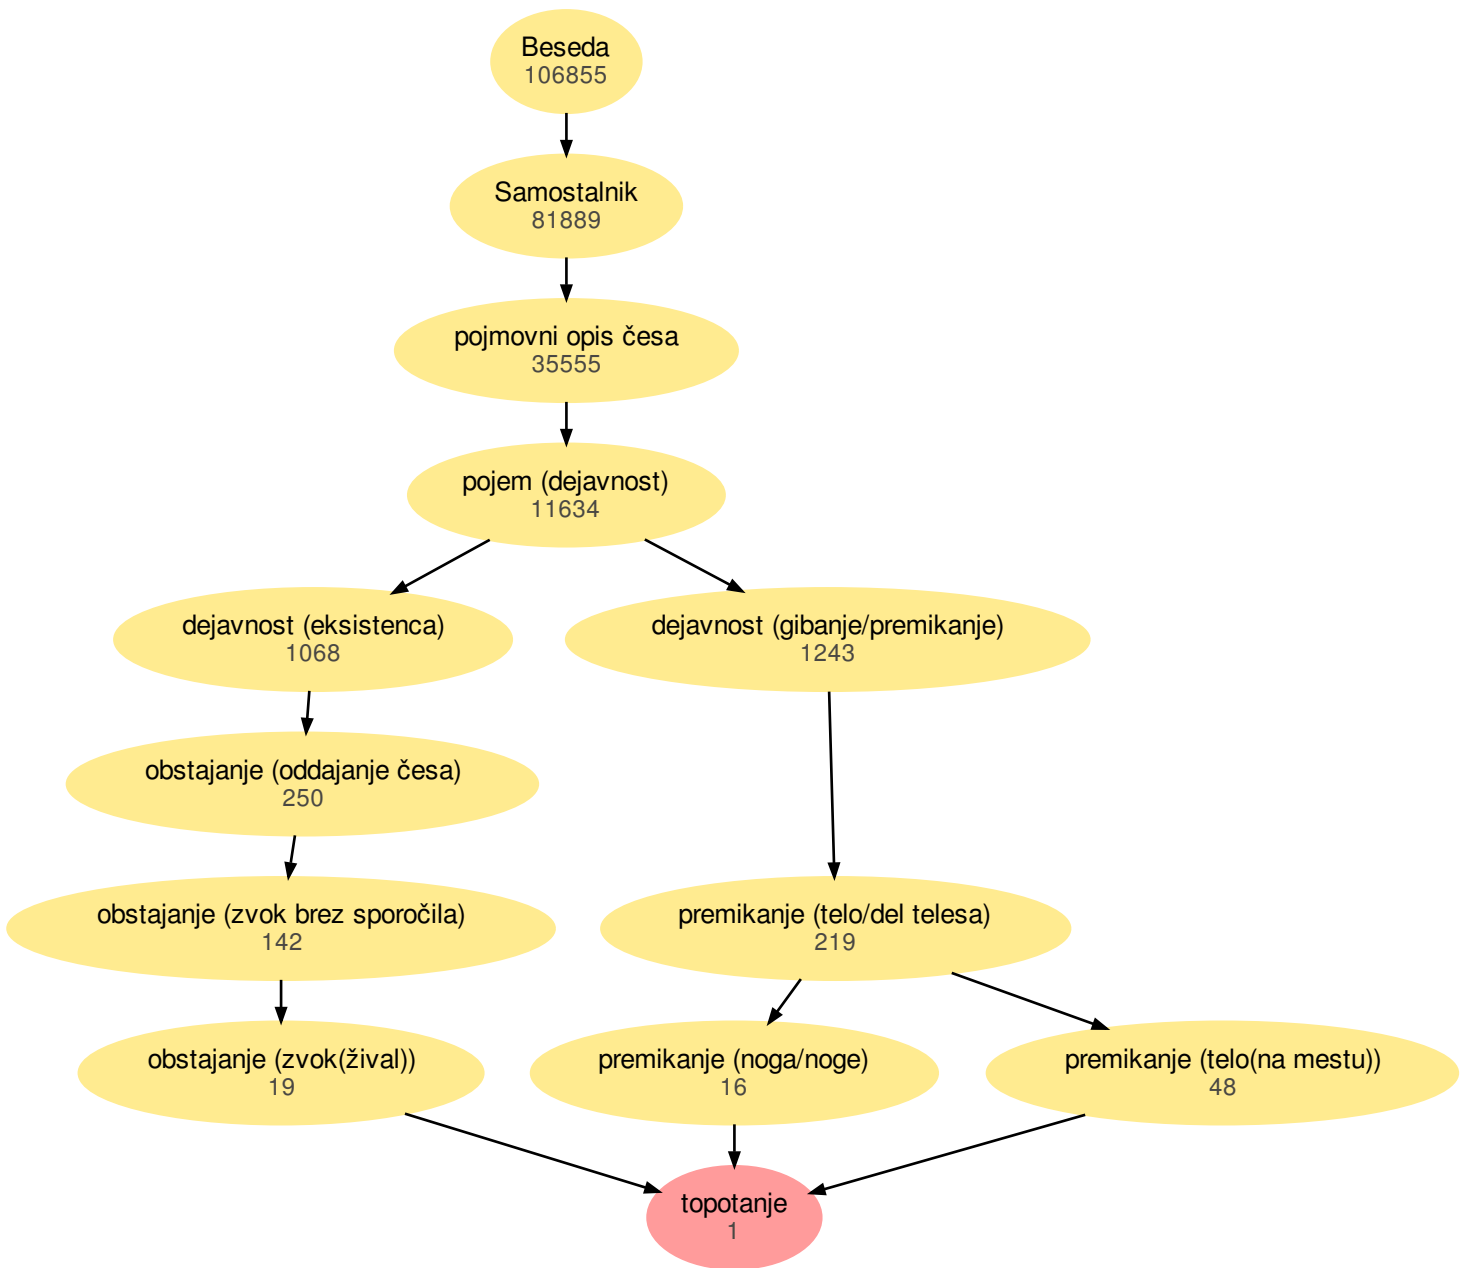 Beseda
106855
Samostalnik
81889
pojmovni opis česa
35555
pojem (dejavnost)
11634
dejavnost (eksistenca)
1068
dejavnost (gibanje/premikanje)
1243
obstajanje (oddajanje česa)
250
obstajanje (zvok brez sporočila)
142
premikanje (telo/del telesa)
219
obstajanje (zvok(žival))
19
premikanje (noga/noge)
16
premikanje (telo(na mestu))
48
topotanje
1